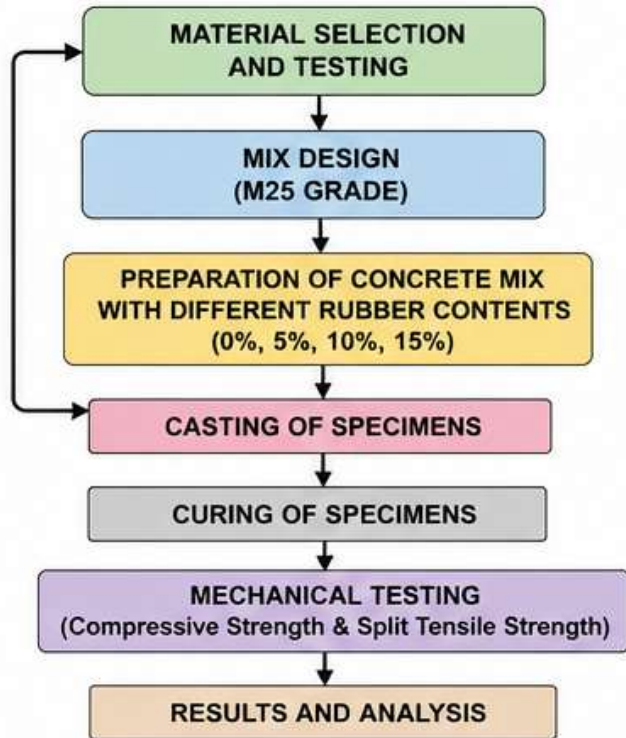 MATERIAL SELECTION
AND TESTING
MIX DESIGN
(M25 GRADE)
PREPARATION OF CONCRETE MIX
WITH DIFFERENT RUBBER CONTENTS
(0%, 5%, 10%, 15%)
CASTING OF SPECIMENS
CURING OF SPECIMENS
MECHANICAL TESTING
(Compressive Strength & Split Tensile Strength)
RESULTS AND ANALYSIS